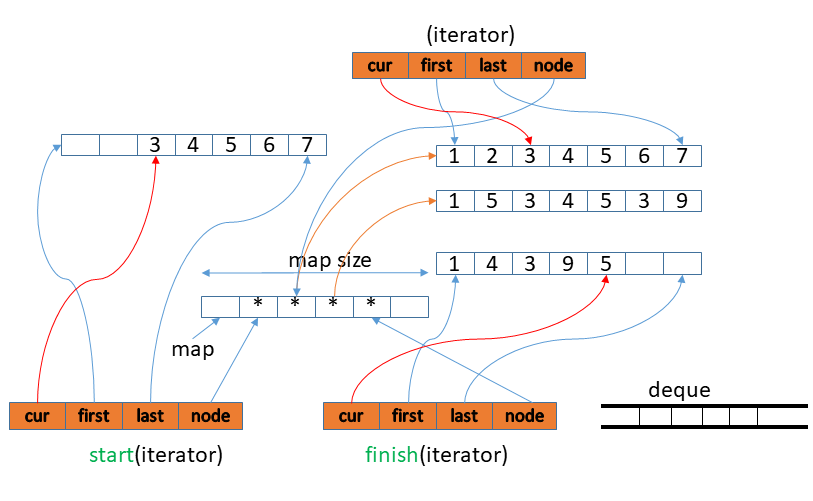 (iterator)
cur first last node
3 4 5 6 7
1 2 3 4 5 6 7
1 5 3 4 5 3 9
map size
1 4 3 9 5
* * * *
map
deque
cur first last node
cur first last node
start(iterator)
finish(iterator)